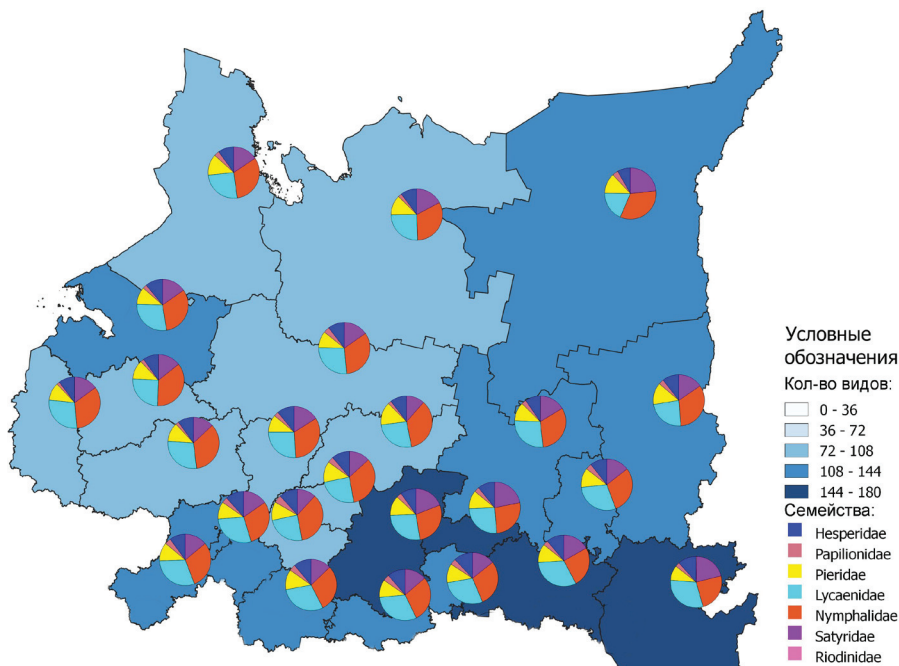 Условные
обозначения
Кол-во видов:
0 - 36
36 - 72
72 - 108
108 - 144
144 - 180
Семейства:
Hesperidae
Papilionidae
Pieridae
Lycaenidae
Nymphalidae
Satyridae
Riodinidae